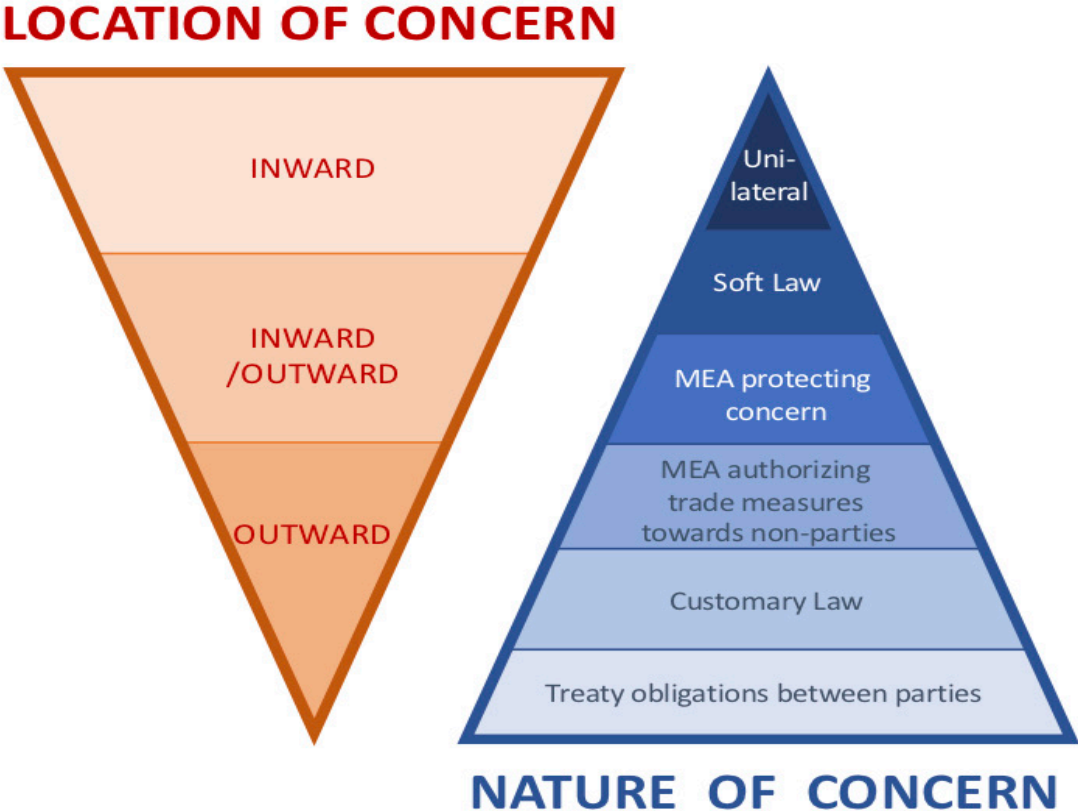 LOCATION OF CONCERN
INWARD
INWARD
/OUTWARD
OUTWARD
Uni-
lateral
Soft Law
MEA protecting
concern
MEA authorizing
trade measures
towards non-parties
Customary Law
Treaty obligations between parties
NATURE OF CONCERN